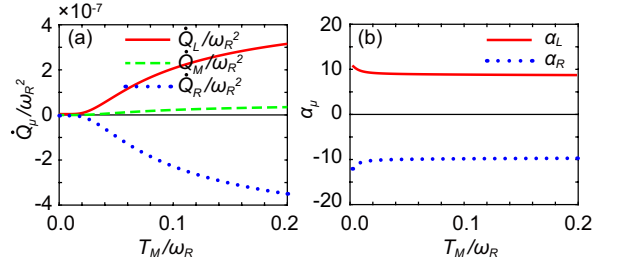 ×10⁻⁷
4
2
0
-2
-4
(a)
Q̇_L/ω_R²
Q̇_M/ω_R²
Q̇_R/ω_R²
Q̇_μ/ω_R²
0.0 0.1 0.2
T_M/ω_R
20
10
0
-10
-20
(b)
α_L
α_R
α_μ
0.0 0.1 0.2
T_M/ω_R